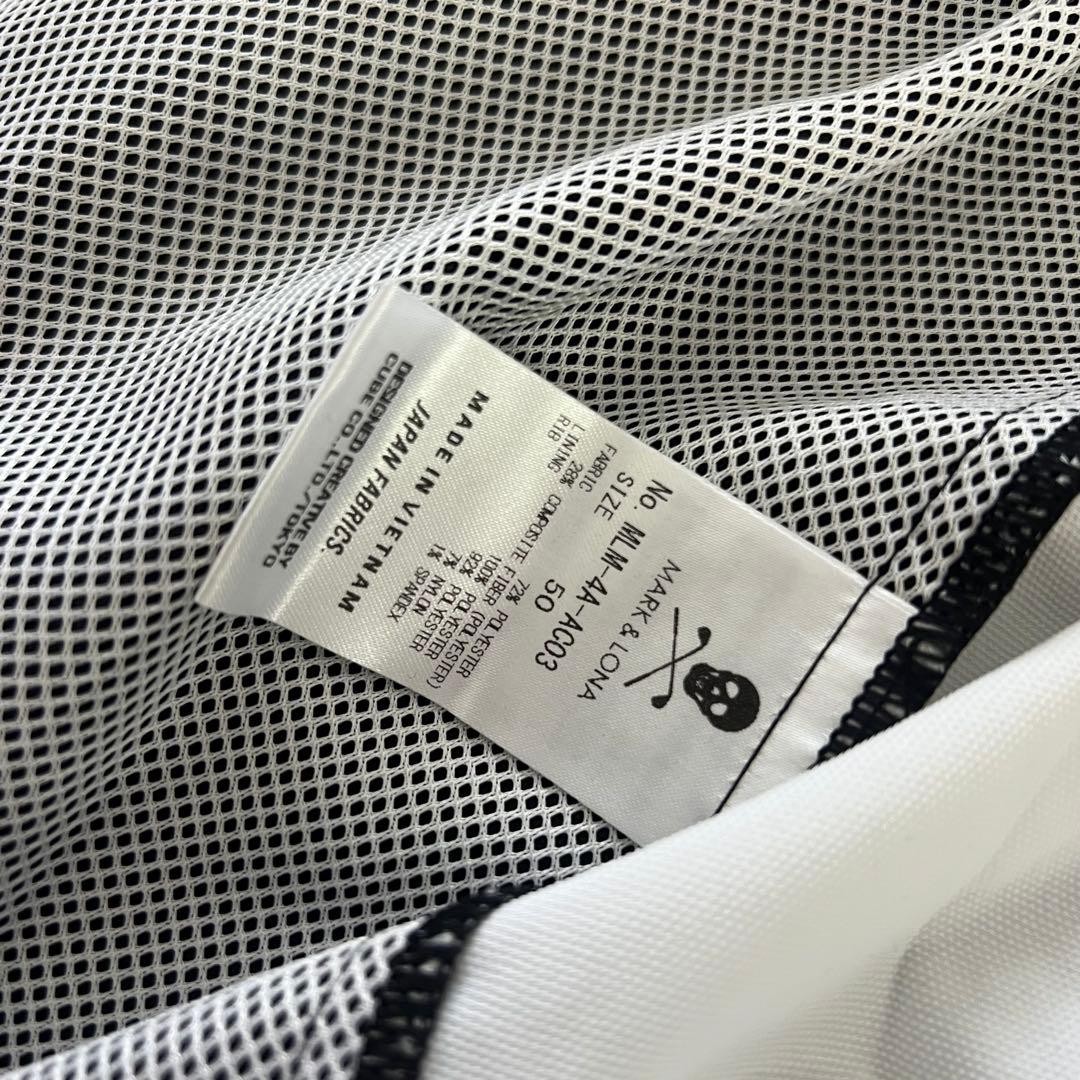 MARK & LONA
No. MLM-4A-AC03
SIZE 50
FABRIC 72% POLYESTER
28% COMPOSITE FIBER (POLYESTER)
LINING 100% POLYESTER
RIB 92% POLYESTER
7% NYLON
1% SPANDEX
MADE IN VIETNAM
JAPAN FABRICS.
DESIGNED CREATIVE BY
CUBE CO.,LTD/TOKYO